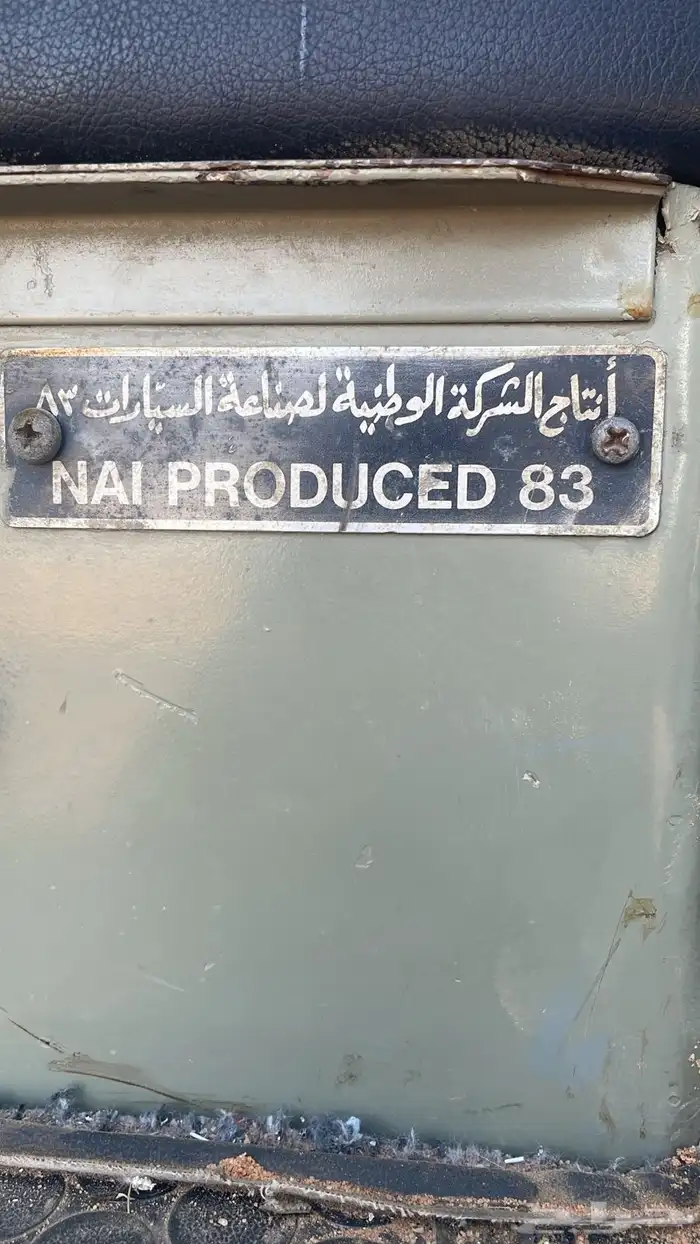 أنتاج الشركة الوطنية لصناعة السيارات ٨٣
NAI PRODUCED 83